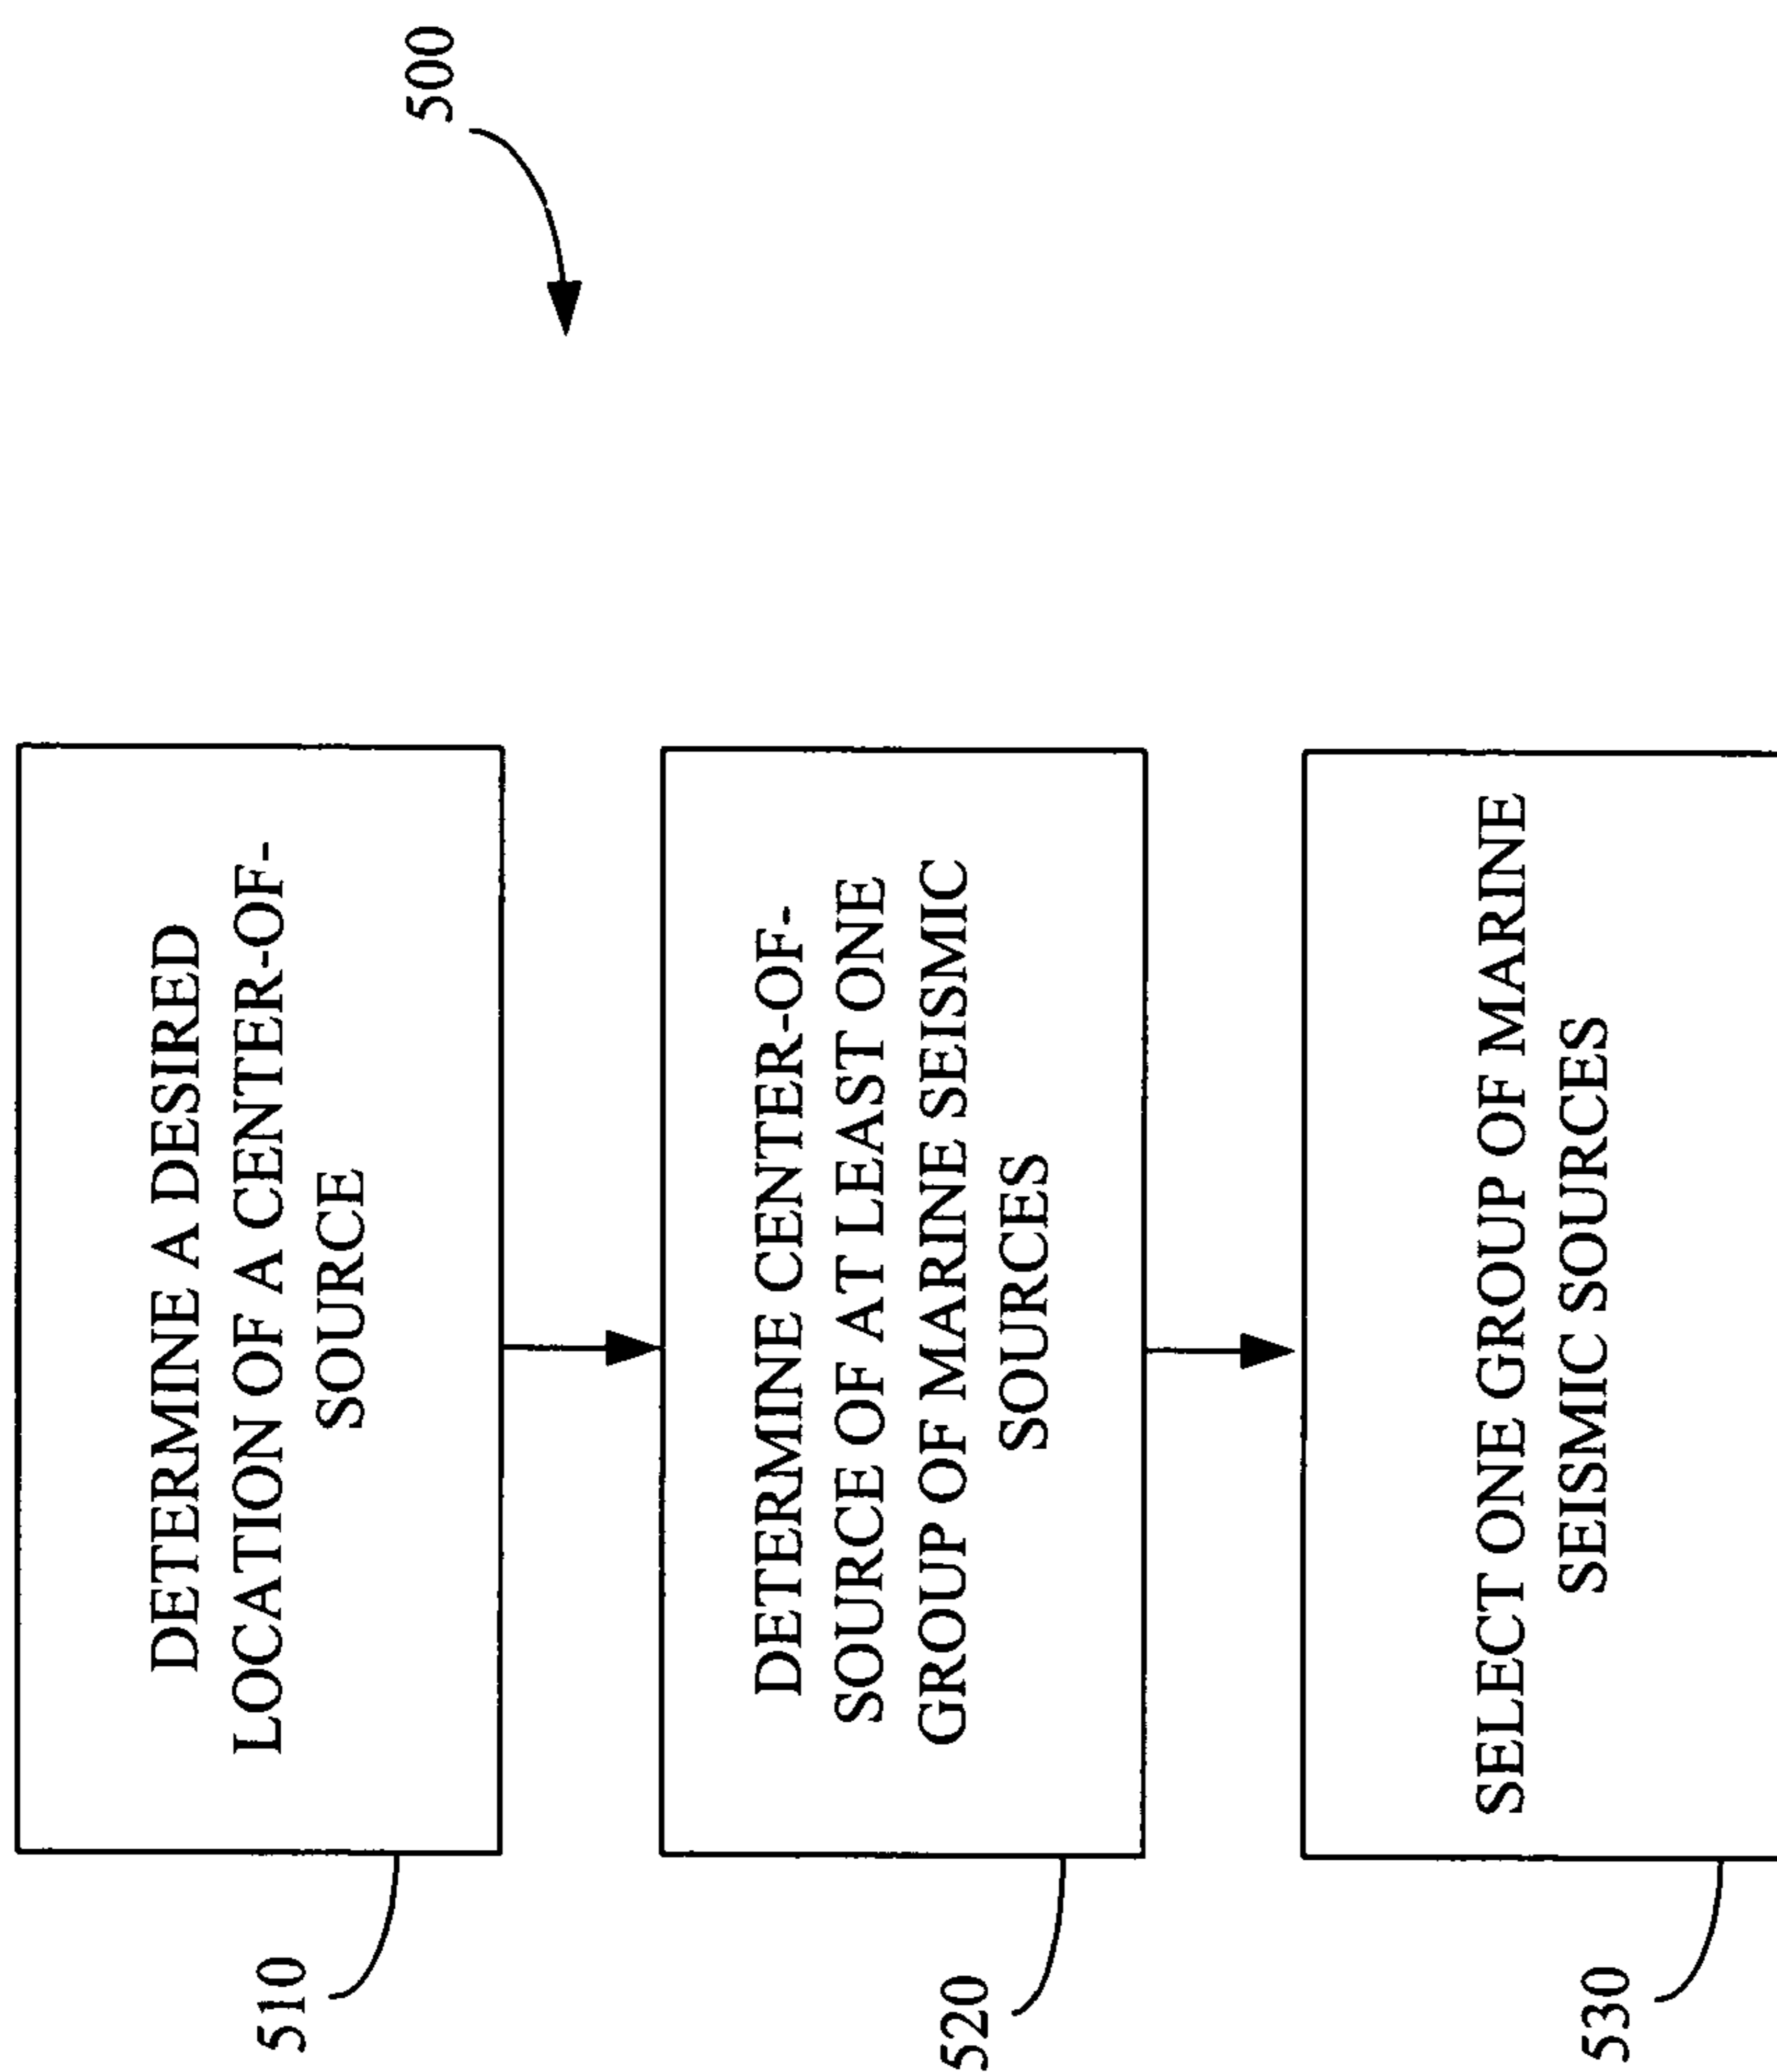 500
510
DETERMINE A DESIRED
LOCATION OF A CENTER-OF-
SOURCE
520
DETERMINE CENTER-OF-
SOURCE OF AT LEAST ONE
GROUP OF MARINE SEISMIC
SOURCES
530
SELECT ONE GROUP OF MARINE
SEISMIC SOURCES